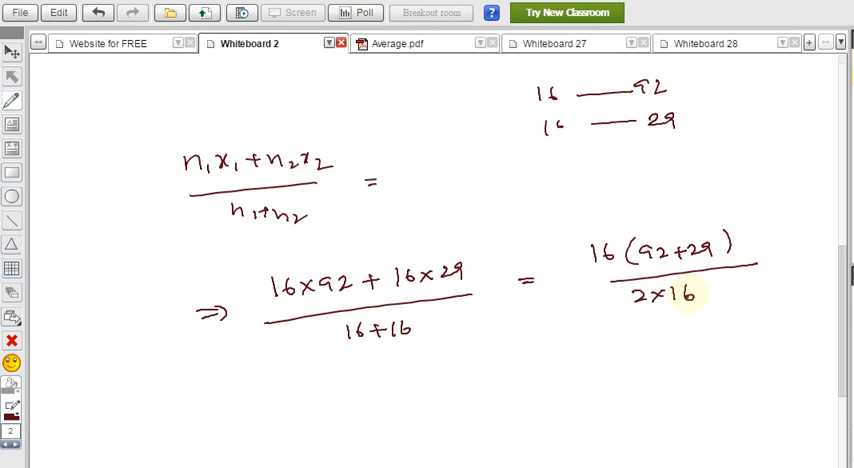 File Edit Screen Poll Breakout room ? Try New Classroom
Website for FREE Whiteboard 2 Average.pdf Whiteboard 27 Whiteboard 28
16 — 92
16 — 29
n₁x₁ + n₂x₂
=
n₁+n₂
16 (92+29)
16×92 + 16×29
=
⇒
2×16
16+16
2